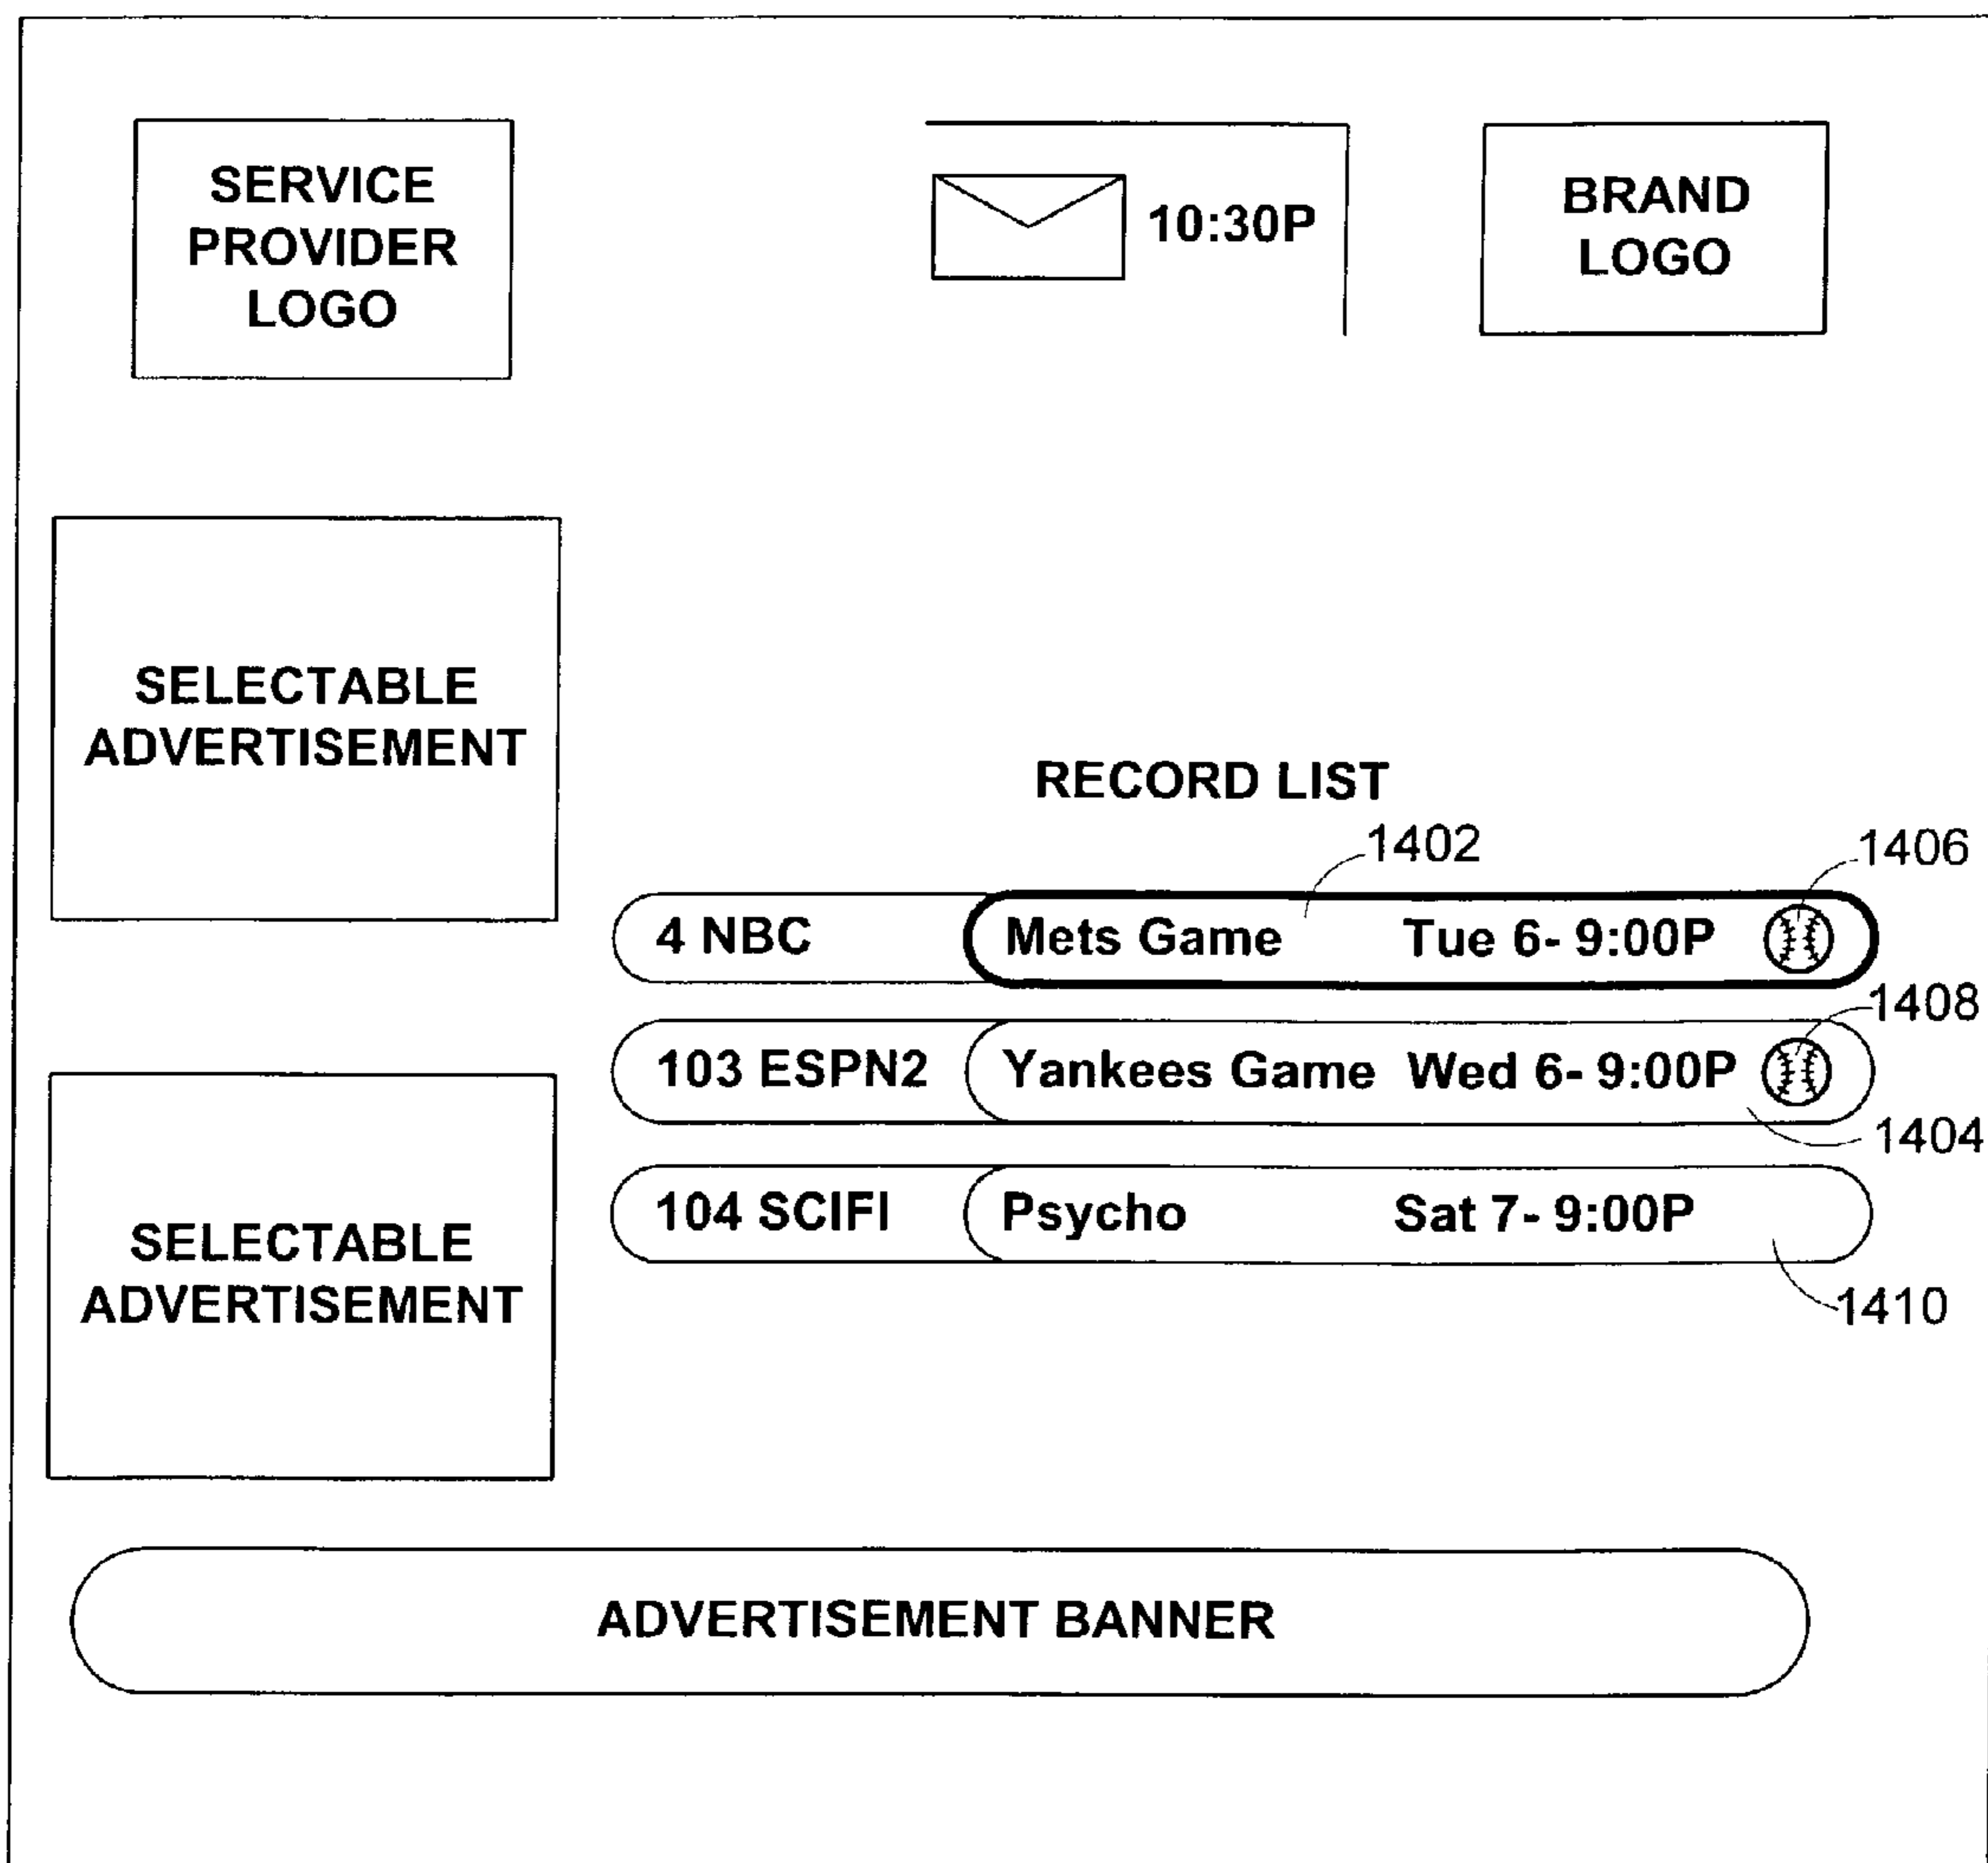 SERVICE
PROVIDER
LOGO
10:30P
BRAND
LOGO
SELECTABLE
ADVERTISEMENT
RECORD LIST
1402
1406
4 NBC Mets Game Tue 6- 9:00P
1408
103 ESPN2 Yankees Game Wed 6- 9:00P
1404
104 SCIFI Psycho Sat 7- 9:00P
1410
SELECTABLE
ADVERTISEMENT
ADVERTISEMENT BANNER